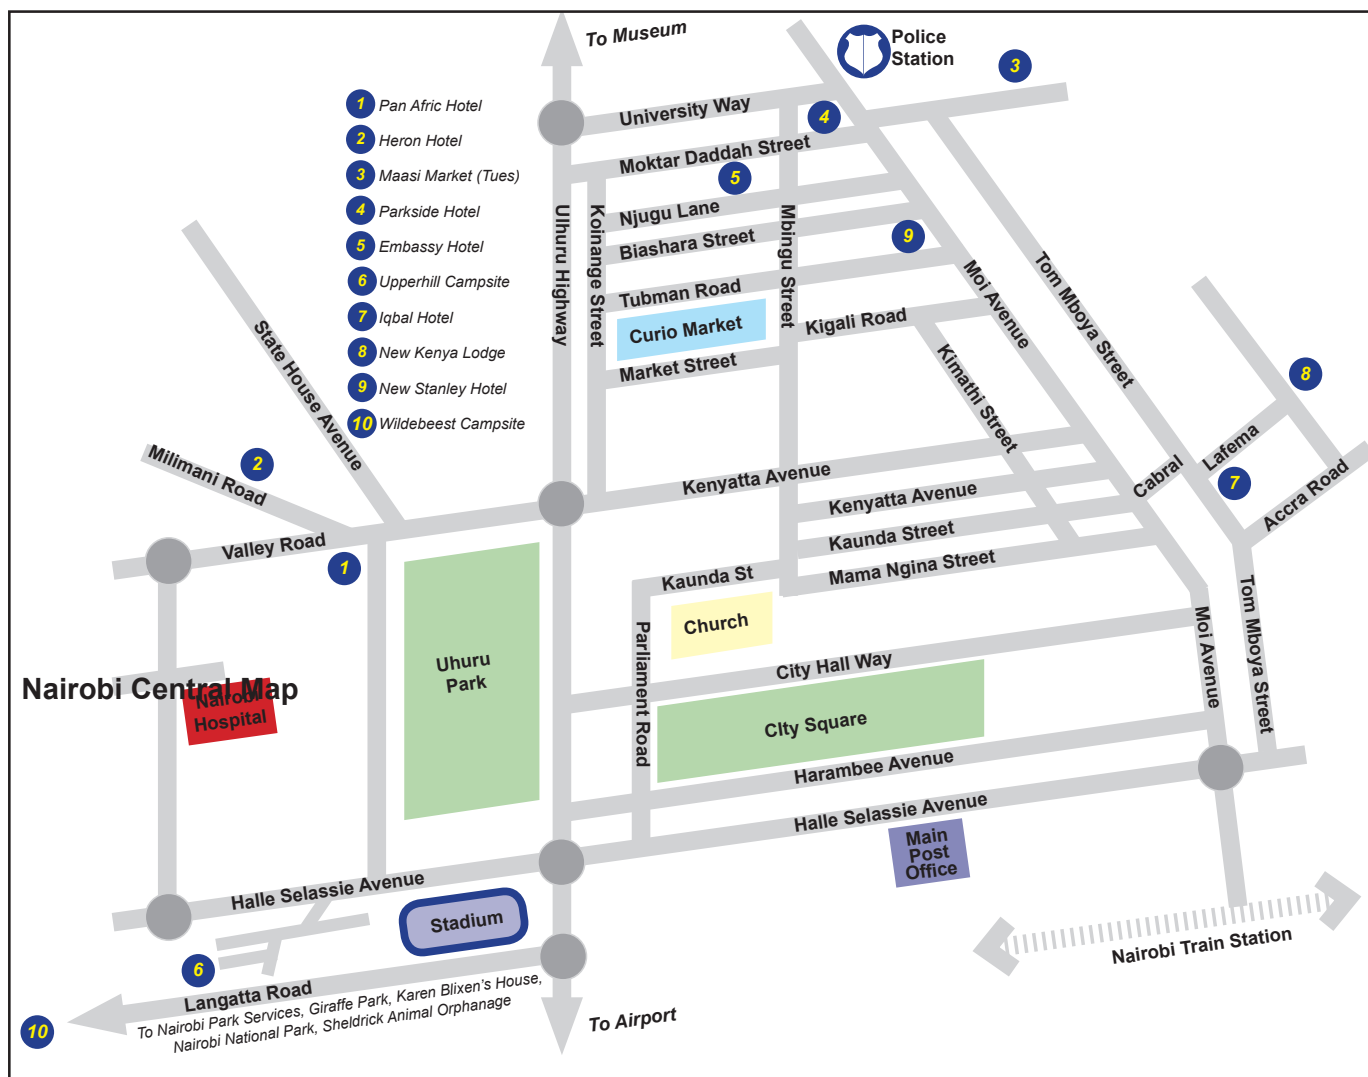 To Museum
Police
Station
3
1 Pan Afric Hotel
2 Heron Hotel
3 Maasi Market (Tues)
4 Parkside Hotel
5 Embassy Hotel
6 Upperhill Campsite
7 Iqbal Hotel
8 New Kenya Lodge
9 New Stanley Hotel
10 Wildebeest Campsite
University Way
4
Moktar Daddah Street
5
Njugu Lane
Biashara Street
9
Tubman Road
Ulhuru Highway
Koinange Street
Mbingu Street
Moi Avenue
Tom Mboya Street
Curio Market
Kigali Road
Market Street
Kimathi Street
8
State House Avenue
Milimani Road
2
Kenyatta Avenue
Kenyatta Avenue
Cabral
Lafema
7
Accra Road
Valley Road
1
Kaunda Street
Kaunda St
Mama Ngina Street
Church
Uhuru
Park
Parliament Road
City Hall Way
Moi Avenue
Tom Mboya Street
Nairobi Central Map
Nairobi
Hospital
CIty Square
Harambee Avenue
Halle Selassie Avenue
Main
Post
Office
Halle Selassie Avenue
Stadium
6
Nairobi Train Station
Langatta Road
10
To Nairobi Park Services, Giraffe Park, Karen Blixen's House,
Nairobi National Park, Sheldrick Animal Orphanage
To Airport